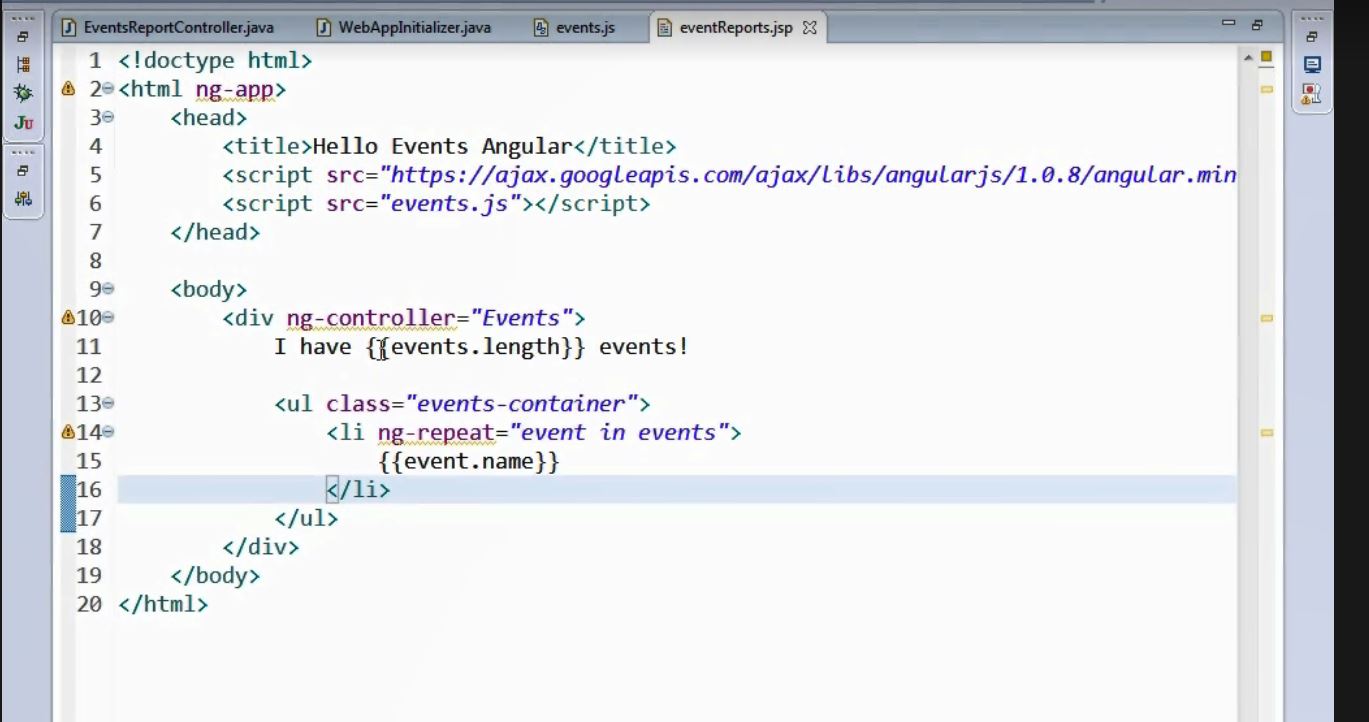 EventsReportController.java WebAppInitializer.java events.js eventReports.jsp
1 <!doctype html>
2 <html ng-app>
3 <head>
4 <title>Hello Events Angular</title>
5 <script src="https://ajax.googleapis.com/ajax/libs/angularjs/1.0.8/angular.min
6 <script src="events.js"></script>
7 </head>
8
9 <body>
10 <div ng-controller="Events">
11 I have {{events.length}} events!
12
13 <ul class="events-container">
14 <li ng-repeat="event in events">
15 {{event.name}}
16 </li>
17 </ul>
18 </div>
19 </body>
20 </html>
Ju